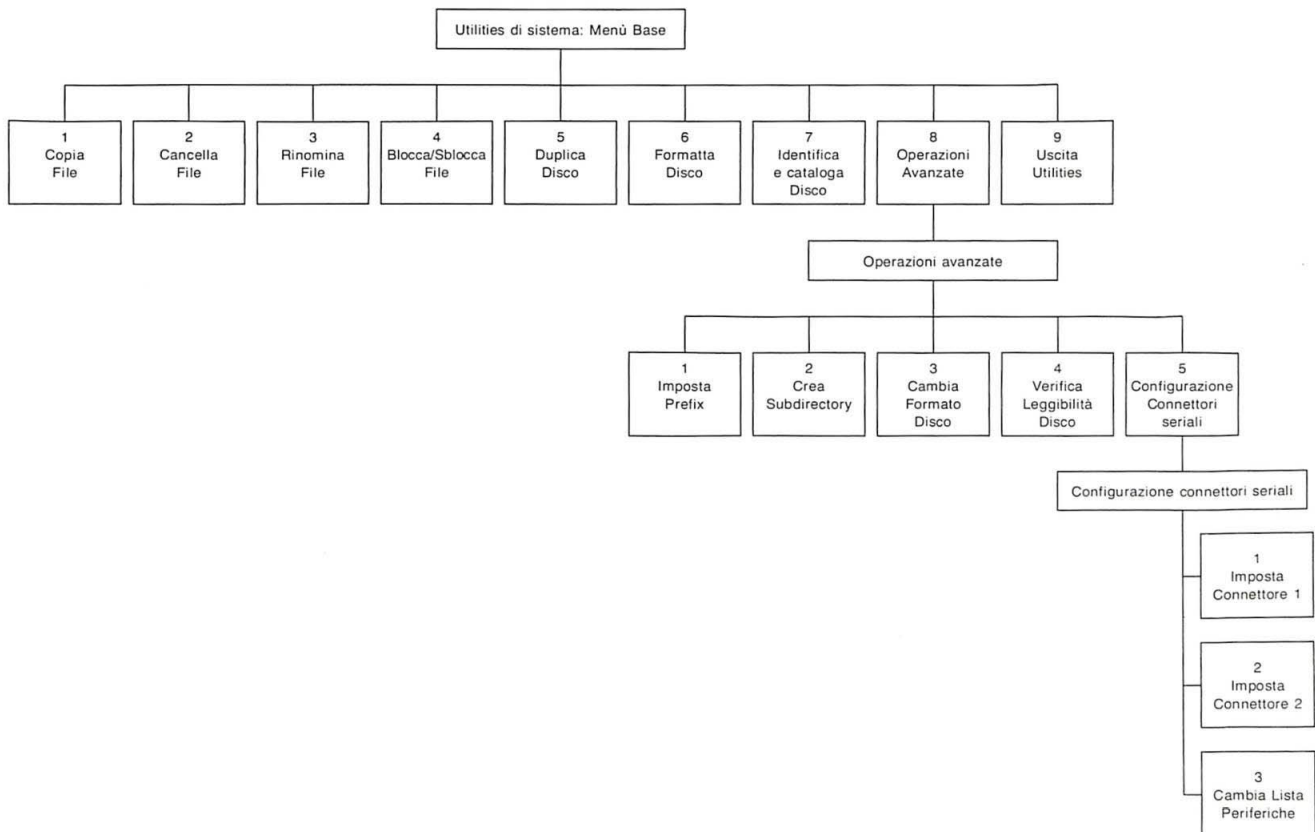 Utilities di sistema: Menù Base
1
Copia
File
2
Cancella
File
3
Rinomina
File
4
Blocca/Sblocca
File
5
Duplica
Disco
6
Formatta
Disco
7
Identifica
e cataloga
Disco
8
Operazioni
Avanzate
9
Uscita
Utilities
Operazioni avanzate
1
Imposta
Prefix
2
Crea
Subdirectory
3
Cambia
Formato
Disco
4
Verifica
Leggibilità
Disco
5
Configurazione
Connettori
seriali
Configurazione connettori seriali
1
Imposta
Connettore 1
2
Imposta
Connettore 2
3
Cambia Lista
Periferiche